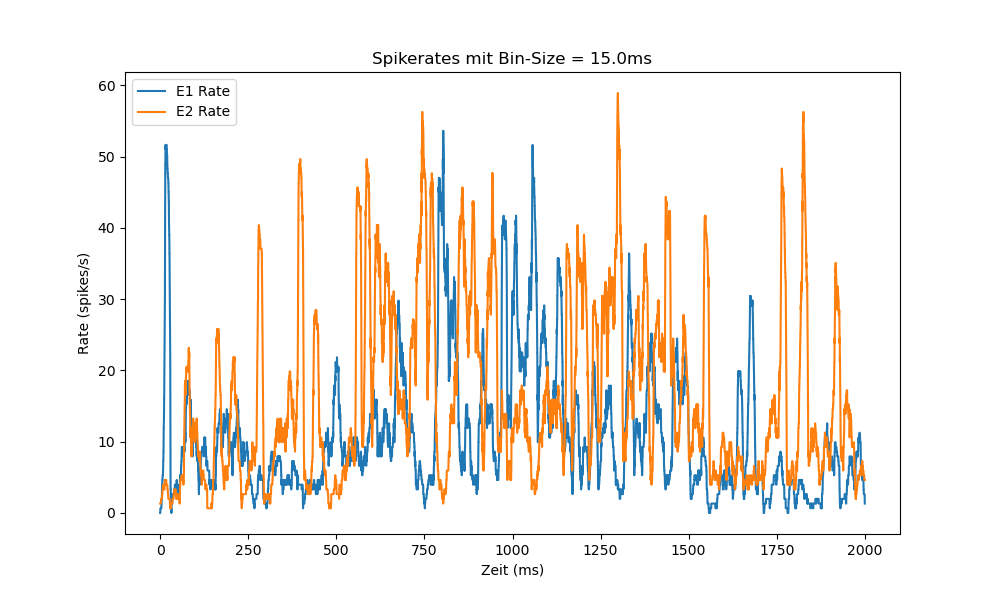 Spikerates mit Bin-Size = 15.0ms
E1 Rate
E2 Rate
Rate (spikes/s)
60
50
40
30
20
10
0
0 250 500 750 1000 1250 1500 1750 2000
Zeit (ms)